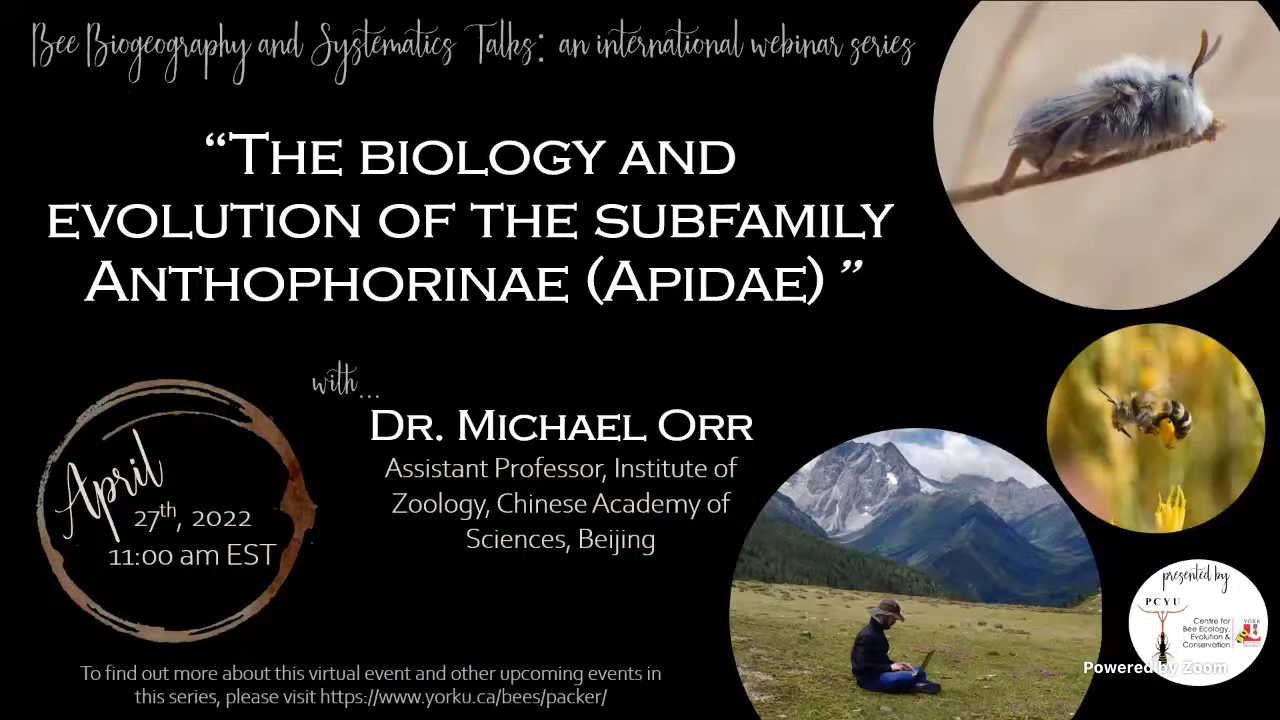 Bee Biogeography and Systematics Talks: an international webinar series
“The biology and
evolution of the subfamily
Anthophorinae (Apidae) ”
with...
Dr. Michael Orr
Assistant Professor, Institute of
Zoology, Chinese Academy of
Sciences, Beijing
April
27th, 2022
11:00 am EST
To find out more about this virtual event and other upcoming events in
this series, please visit https://www.yorku.ca/bees/packer/
presented by
PCYU
Centre for
Bee Ecology,
Evolution &
Conservation
YORK
Powered by Zoom